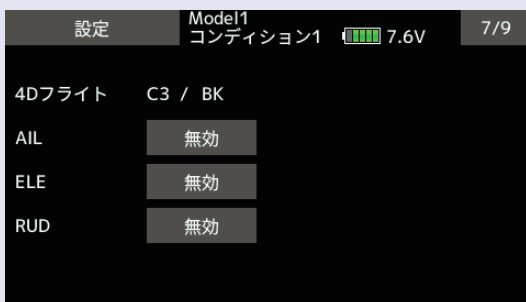 設定
Model1
コンディション1 7.6V
7/9
4Dフライト C3 / BK
AIL 無効
ELE 無効
RUD 無効